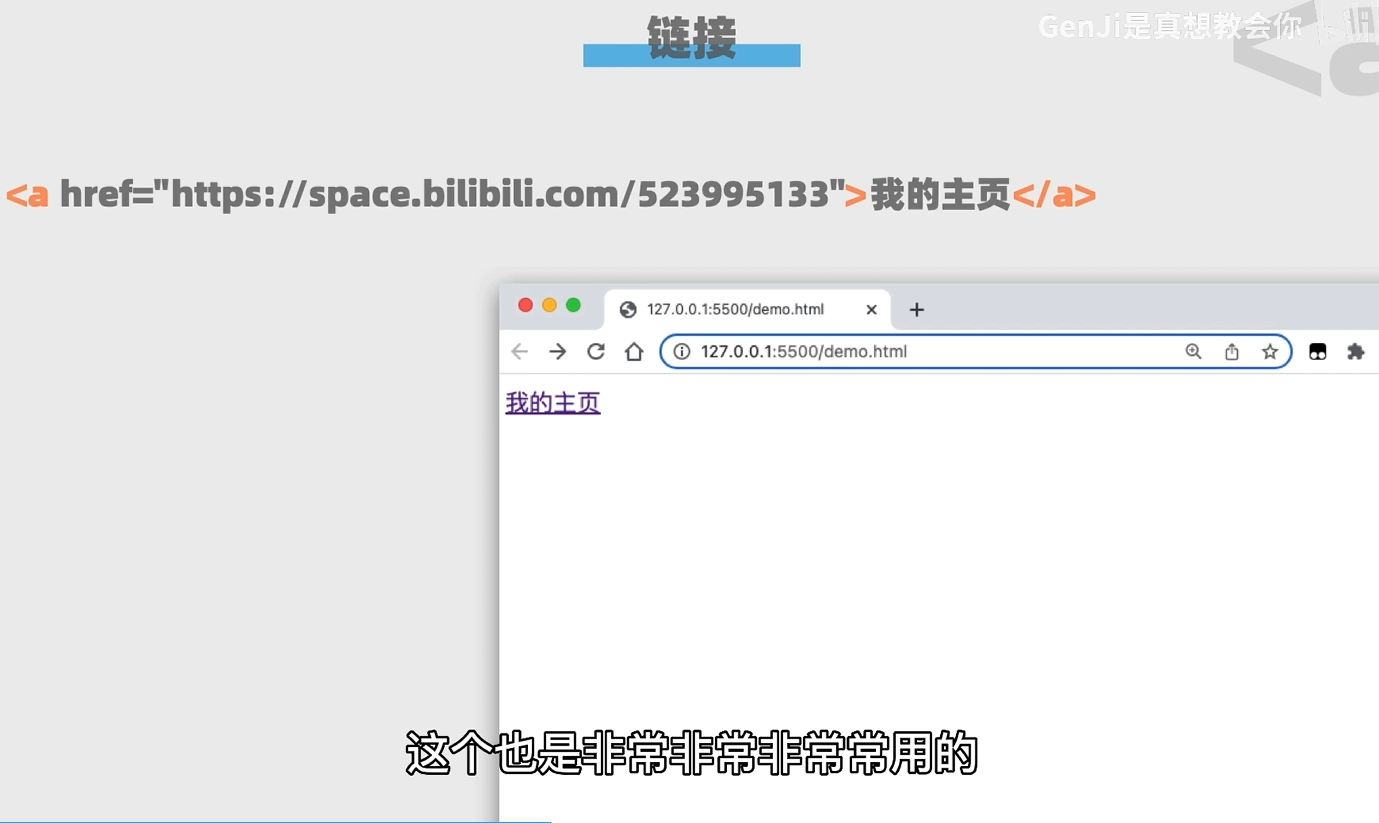 链接
GenJi是真想教会你
<a
<a href="https://space.bilibili.com/523995133">我的主页</a>
127.0.0.1:5500/demo.html
127.0.0.1:5500/demo.html
我的主页
这个也是非常非常非常常用的